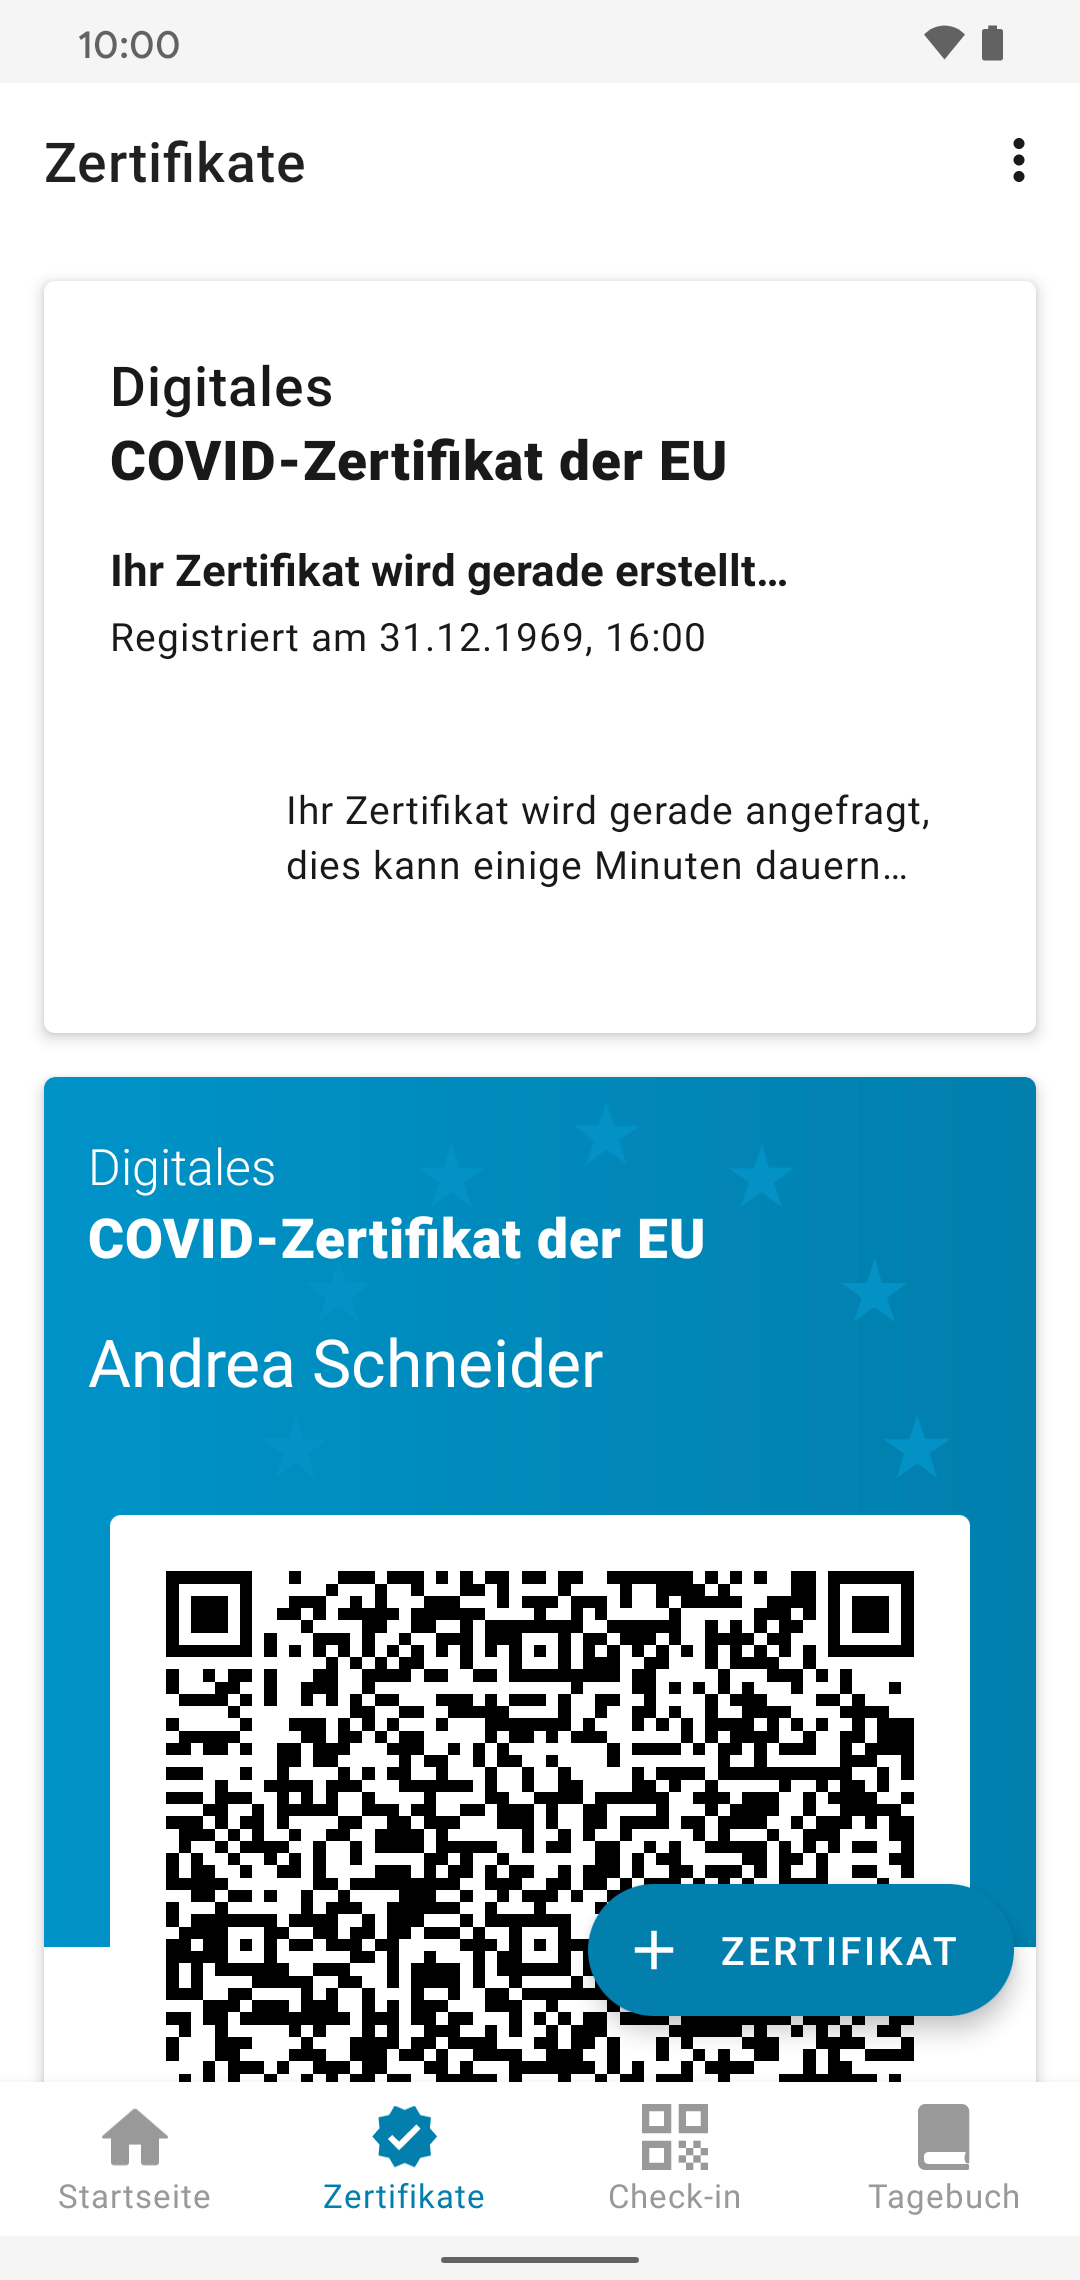 10:00
Zertifikate
Digitales
COVID-Zertifikat der EU
Ihr Zertifikat wird gerade erstellt…
Registriert am 31.12.1969, 16:00
Ihr Zertifikat wird gerade angefragt,
dies kann einige Minuten dauern…
Digitales
COVID-Zertifikat der EU
Andrea Schneider
ZERTIFIKAT
Startseite
Zertifikate
Check-in
Tagebuch